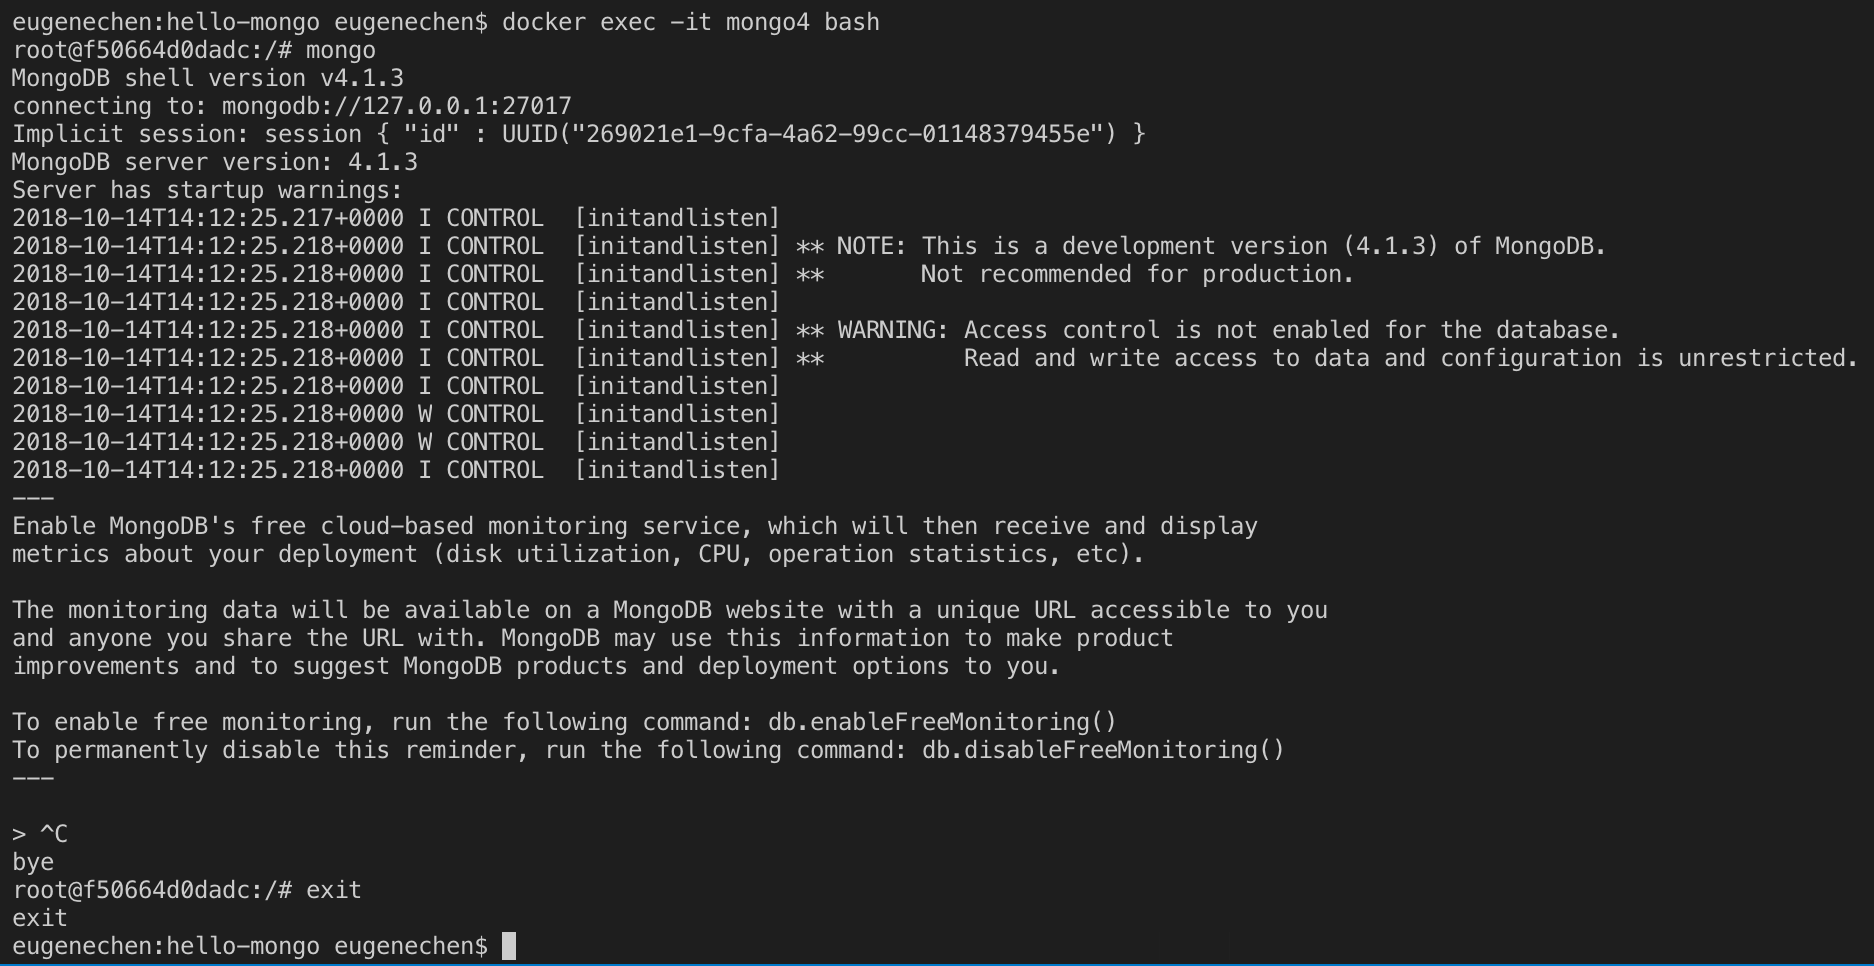 eugenechen:hello-mongo eugenechen$ docker exec -it mongo4 bash
root@f50664d0dadc:/# mongo
MongoDB shell version v4.1.3
connecting to: mongodb://127.0.0.1:27017
Implicit session: session { "id" : UUID("269021e1-9cfa-4a62-99cc-01148379455e") }
MongoDB server version: 4.1.3
Server has startup warnings:
2018-10-14T14:12:25.217+0000 I CONTROL  [initandlisten]
2018-10-14T14:12:25.218+0000 I CONTROL  [initandlisten] ** NOTE: This is a development version (4.1.3) of MongoDB.
2018-10-14T14:12:25.218+0000 I CONTROL  [initandlisten] **       Not recommended for production.
2018-10-14T14:12:25.218+0000 I CONTROL  [initandlisten]
2018-10-14T14:12:25.218+0000 I CONTROL  [initandlisten] ** WARNING: Access control is not enabled for the database.
2018-10-14T14:12:25.218+0000 I CONTROL  [initandlisten] **          Read and write access to data and configuration is unrestricted.
2018-10-14T14:12:25.218+0000 I CONTROL  [initandlisten]
2018-10-14T14:12:25.218+0000 W CONTROL  [initandlisten]
2018-10-14T14:12:25.218+0000 W CONTROL  [initandlisten]
2018-10-14T14:12:25.218+0000 I CONTROL  [initandlisten]
---
Enable MongoDB's free cloud-based monitoring service, which will then receive and display
metrics about your deployment (disk utilization, CPU, operation statistics, etc).

The monitoring data will be available on a MongoDB website with a unique URL accessible to you
and anyone you share the URL with. MongoDB may use this information to make product
improvements and to suggest MongoDB products and deployment options to you.

To enable free monitoring, run the following command: db.enableFreeMonitoring()
To permanently disable this reminder, run the following command: db.disableFreeMonitoring()
---

> ^C
bye
root@f50664d0dadc:/# exit
exit
eugenechen:hello-mongo eugenechen$